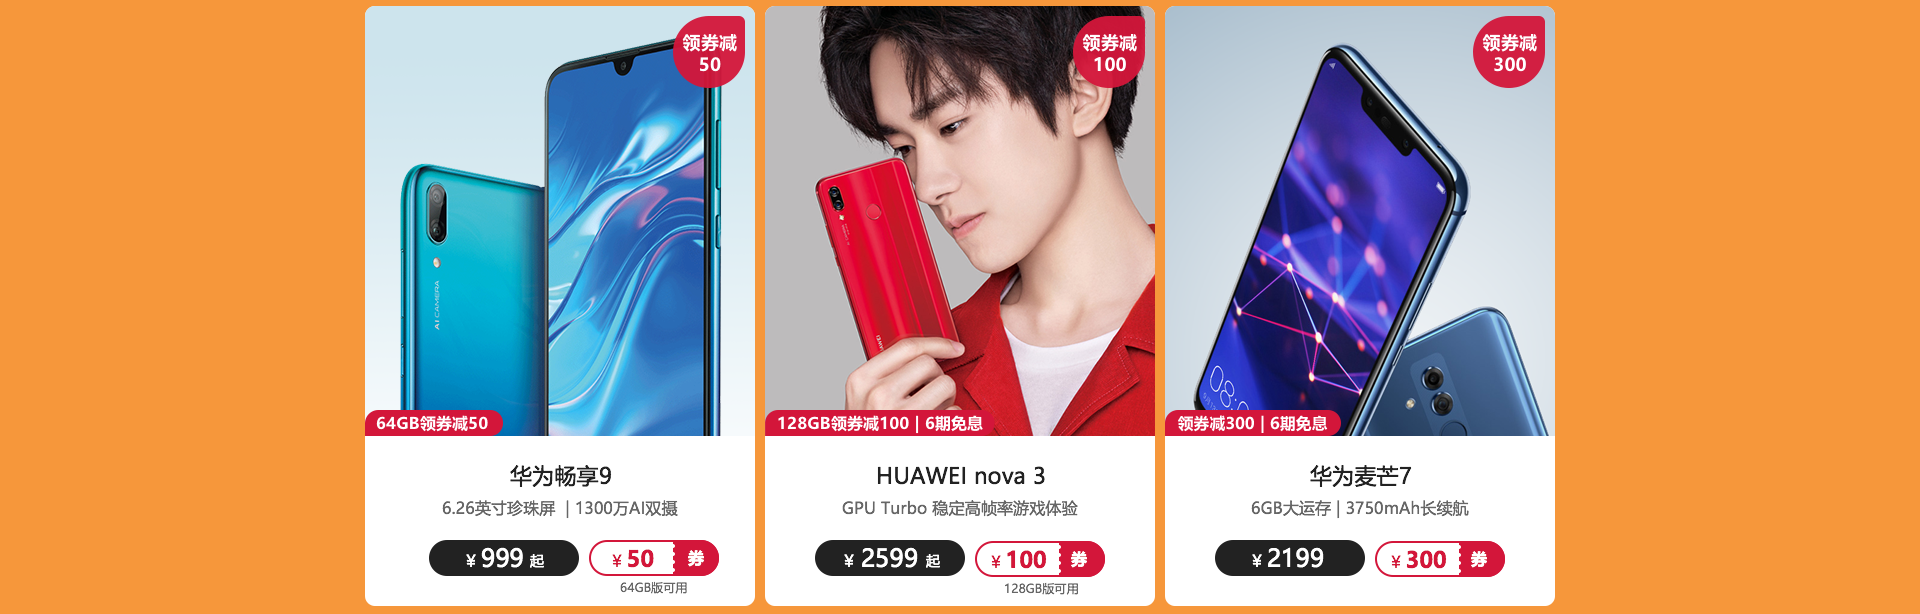 领券减
50
AI CAMERA
64GB领券减50
华为畅享9
6.26英寸珍珠屏 | 1300万AI双摄
¥ 999 起
¥ 50 券
64GB版可用
领券减
100
128GB领券减100 | 6期免息
HUAWEI nova 3
GPU Turbo 稳定高帧率游戏体验
¥ 2599 起
¥ 100 券
128GB版可用
领券减
300
08:
领券减300 | 6期免息
华为麦芒7
6GB大运存 | 3750mAh长续航
¥ 2199
¥ 300 券